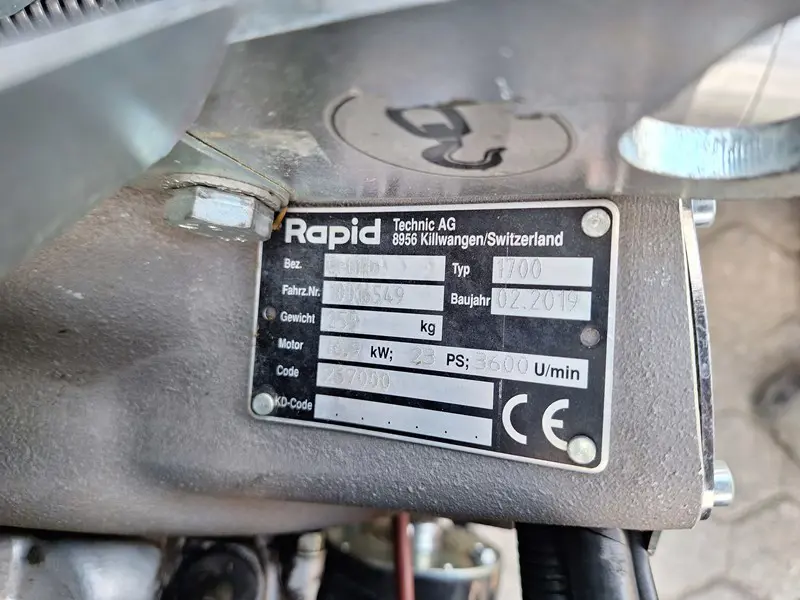 Rapid Technic AG
8956 Killwangen/Switzerland
Bez. Typ 1700
Fahrz.Nr. Baujahr 02.2019
Gewicht kg
Motor kW; 23 PS; 3600 U/min
Code
KD-Code
CE